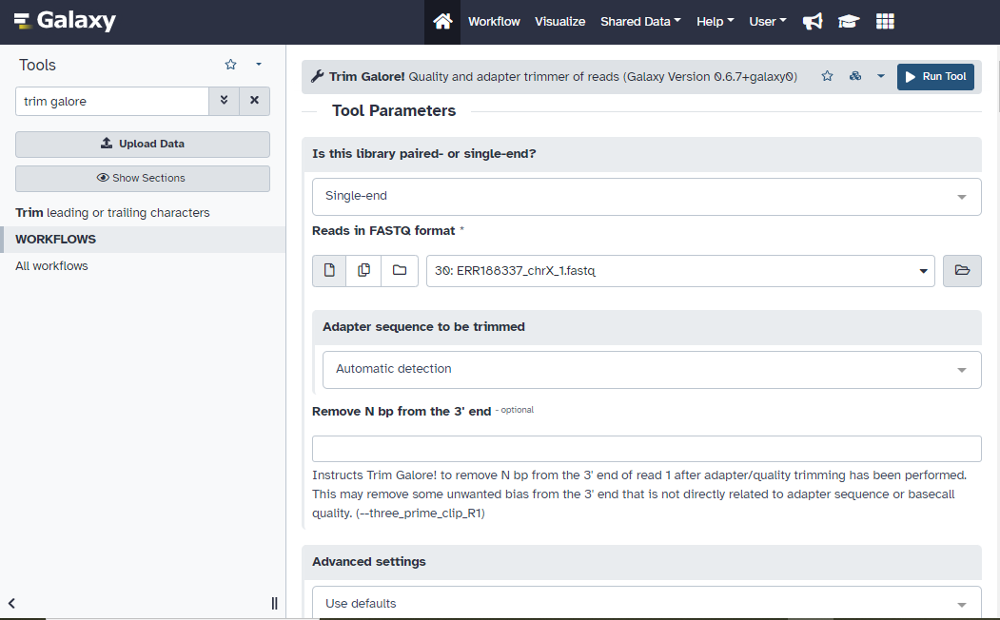 Galaxy
Workflow Visualize Shared Data Help User
Tools
trim galore
Upload Data
Show Sections
Trim leading or trailing characters
WORKFLOWS
All workflows
Trim Galore! Quality and adapter trimmer of reads (Galaxy Version 0.6.7+galaxy0)
Run Tool
Tool Parameters
Is this library paired- or single-end?
Single-end
Reads in FASTQ format *
30: ERR188337_chrX_1.fastq
Adapter sequence to be trimmed
Automatic detection
Remove N bp from the 3' end - optional
Instructs Trim Galore! to remove N bp from the 3' end of read 1 after adapter/quality trimming has been performed.
This may remove some unwanted bias from the 3' end that is not directly related to adapter sequence or basecall
quality. (--three_prime_clip_R1)
Advanced settings
Use defaults